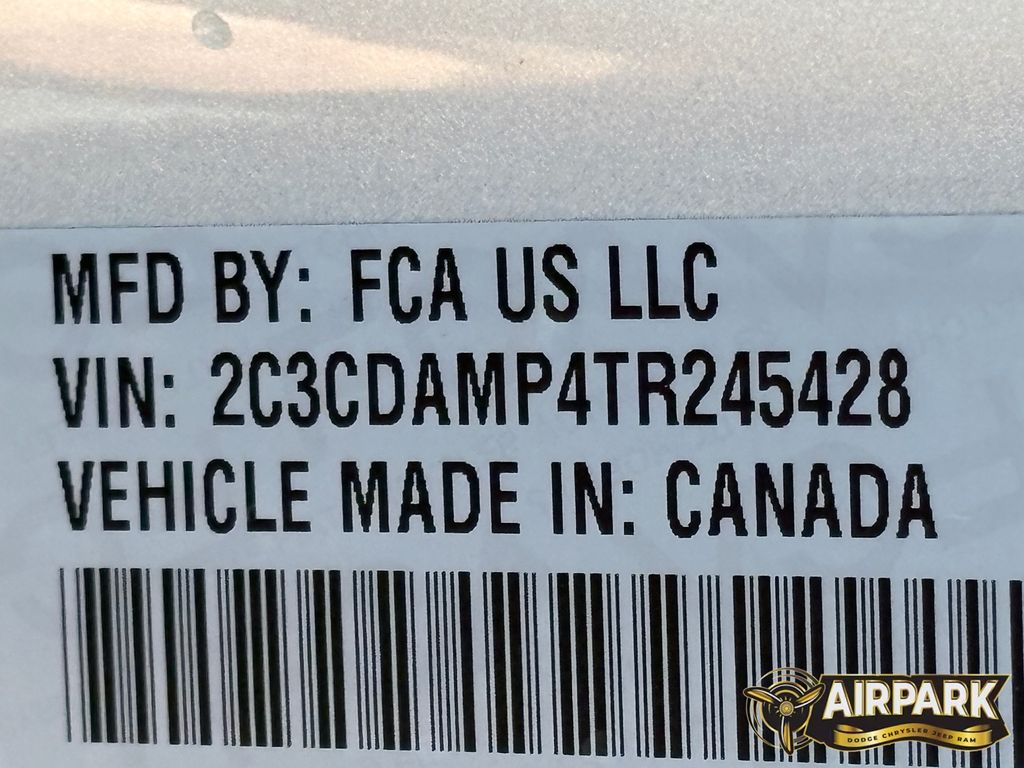 MFD BY: FCA US LLC
VIN: 2C3CDAMP4TR245428
VEHICLE MADE IN: CANADA
AIRPARK
DODGE CHRYSLER JEEP RAM